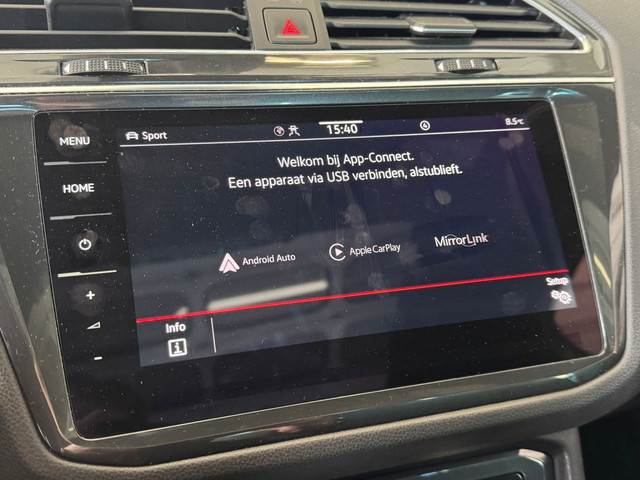 MENU
HOME
Sport
15:40
8.5°C
Welkom bij App-Connect.
Een apparaat via USB verbinden, alstublieft.
Android Auto
Apple CarPlay
MirrorLink
Setup
Info
i
+
-